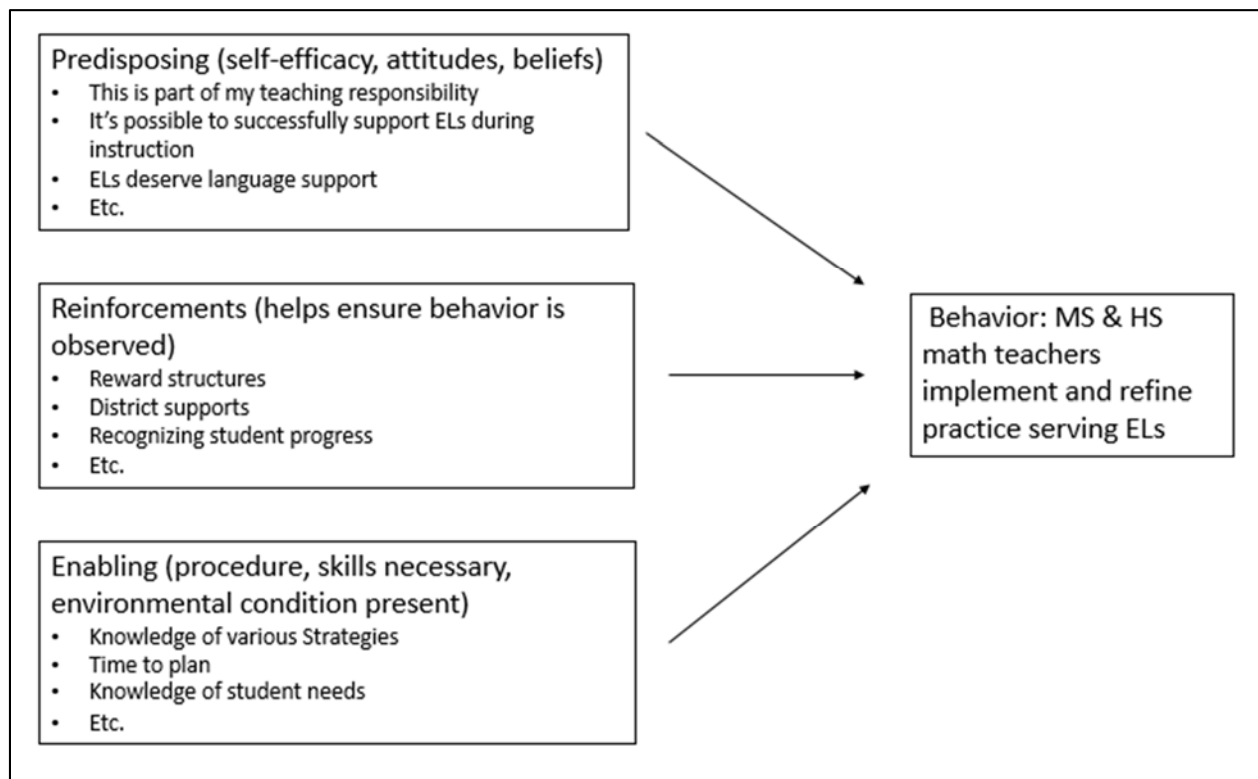 Predisposing (self-efficacy, attitudes, beliefs)
• This is part of my teaching responsibility
• It’s possible to successfully support ELs during
instruction
• ELs deserve language support
• Etc.
Reinforcements (helps ensure behavior is
observed)
• Reward structures
• District supports
• Recognizing student progress
• Etc.
Enabling (procedure, skills necessary,
environmental condition present)
• Knowledge of various Strategies
• Time to plan
• Knowledge of student needs
• Etc.
Behavior: MS & HS
math teachers
implement and refine
practice serving ELs